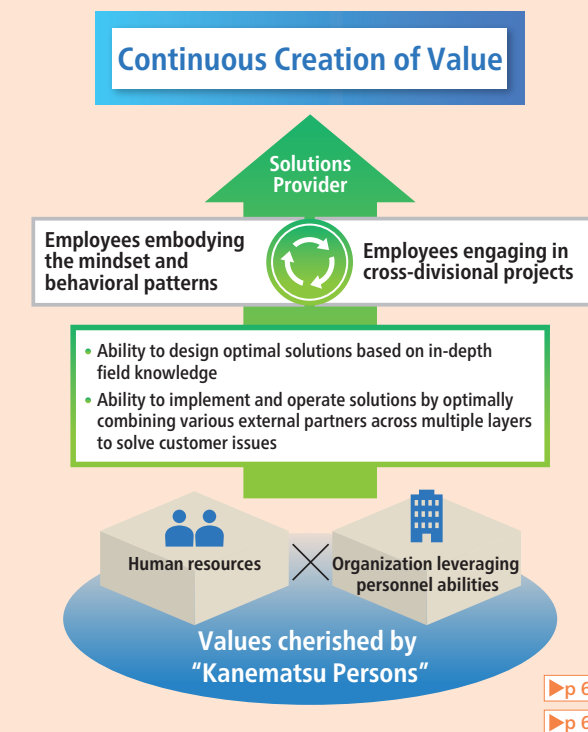 Continuous Creation of Value
Solutions
Provider
Employees embodying
the mindset and
behavioral patterns
Employees engaging in
cross-divisional projects
• Ability to design optimal solutions based on in-depth
field knowledge
• Ability to implement and operate solutions by optimally
combining various external partners across multiple layers
to solve customer issues
Human resources
Organization leveraging
personnel abilities
Values cherished by
“Kanematsu Persons”
▶p 6
▶p 6